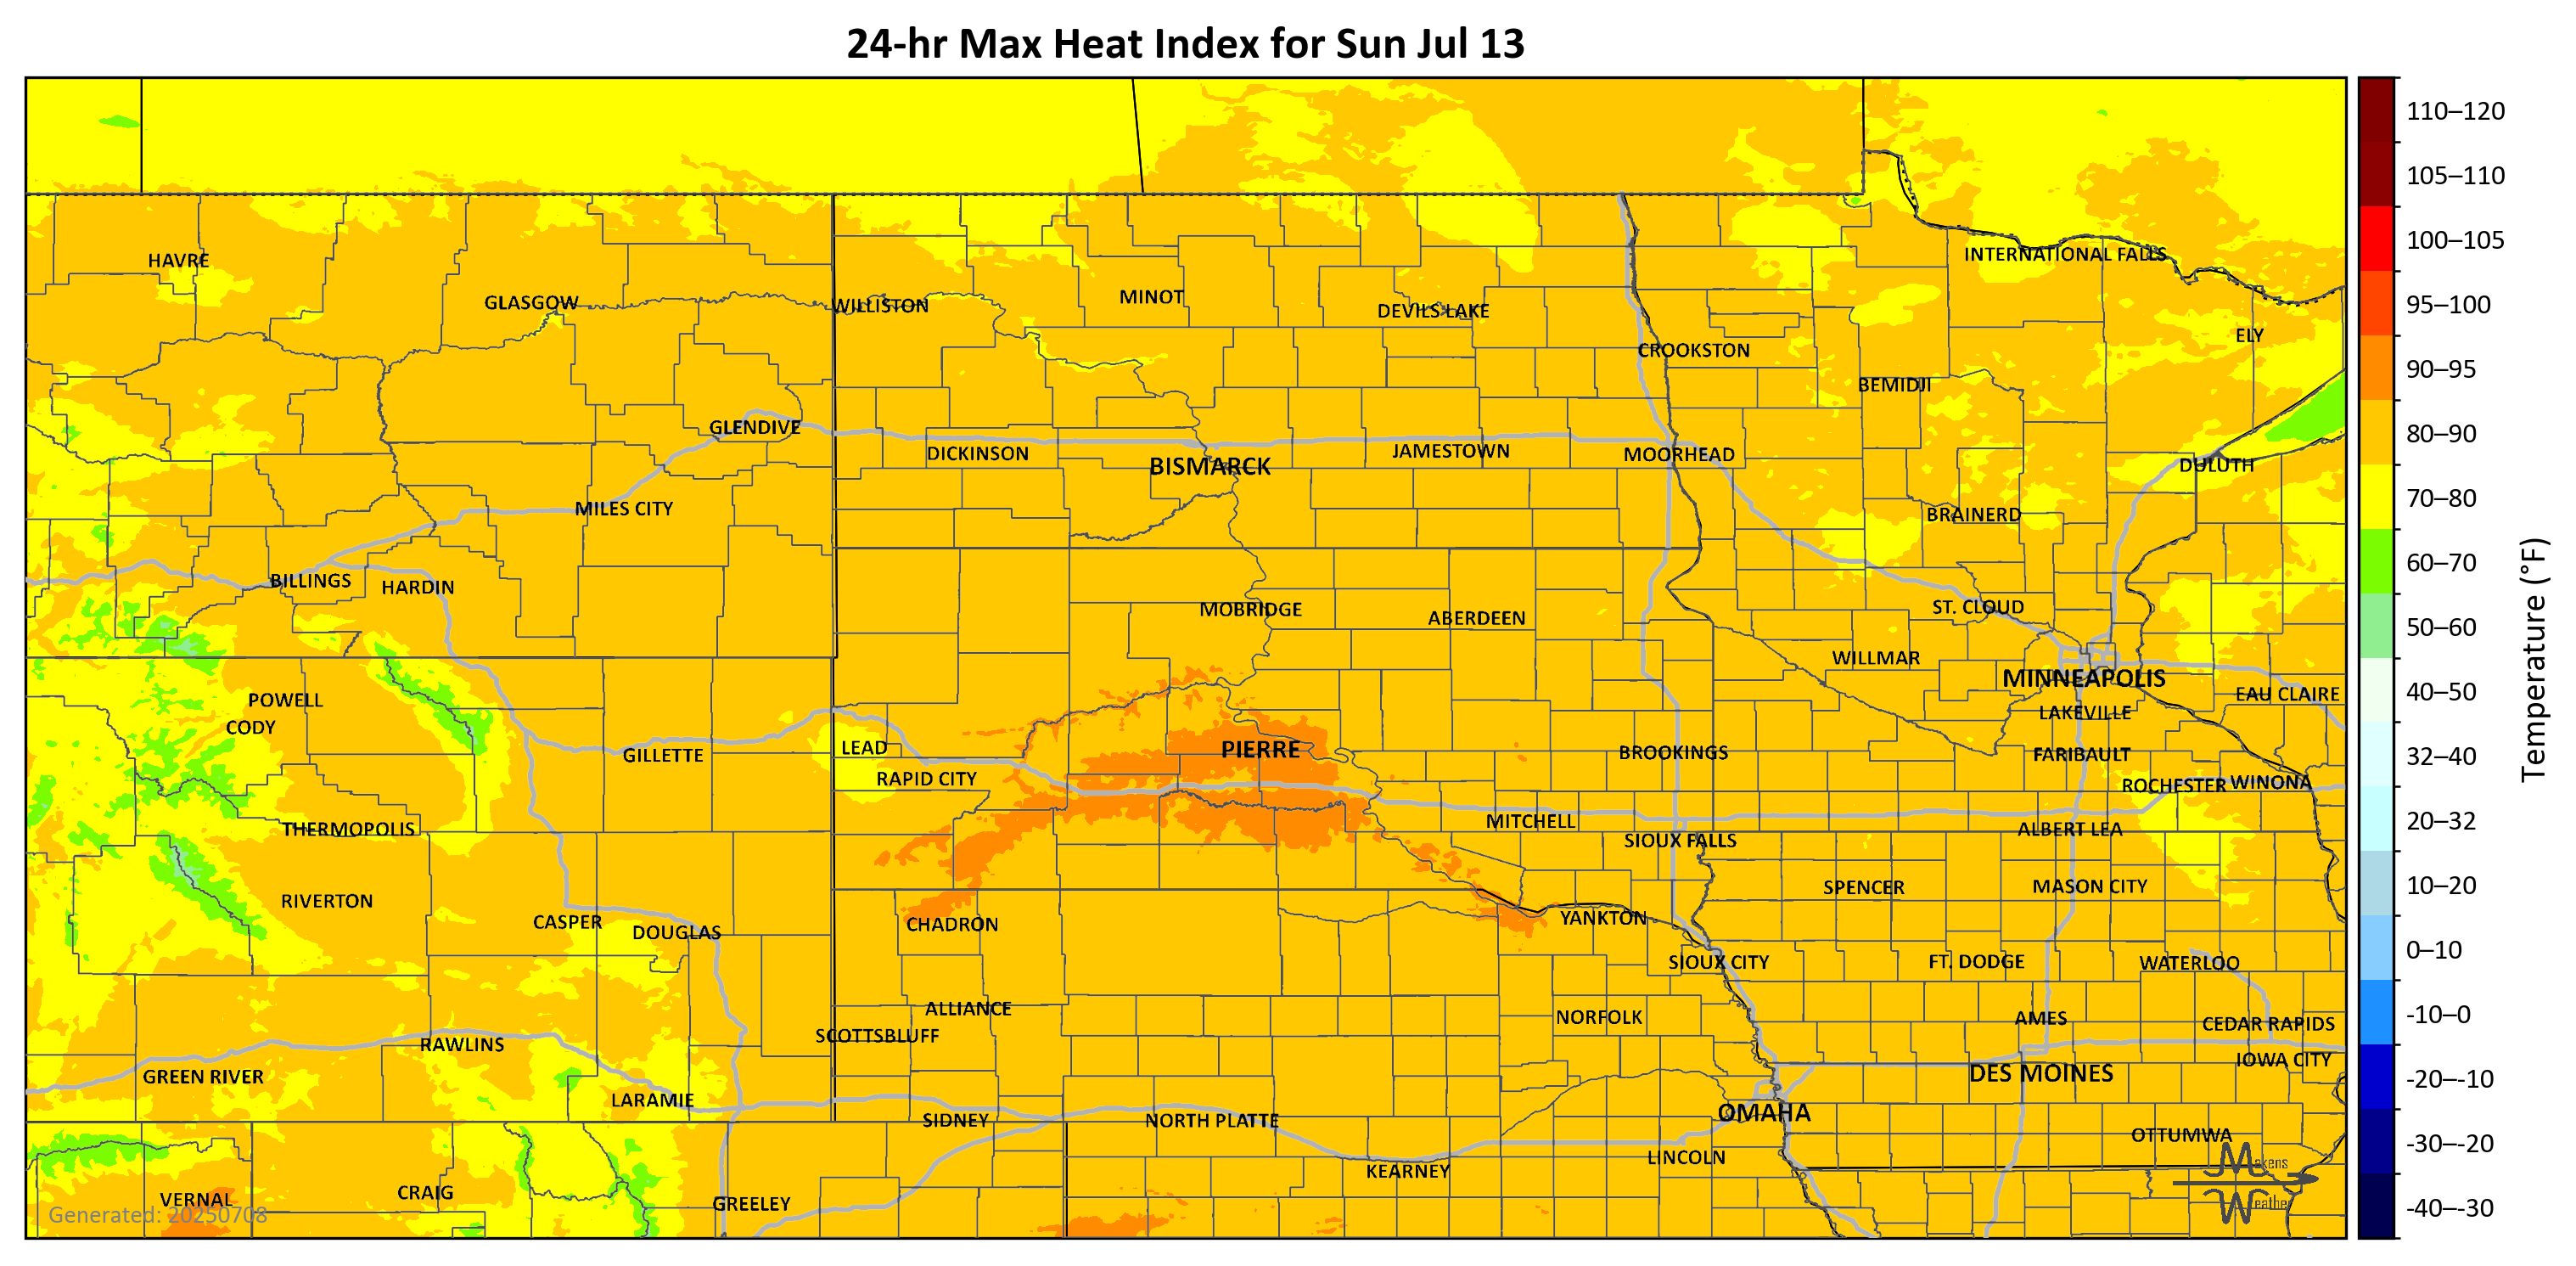 24-hr Max Heat Index for Sun Jul 13
110–120
105–110
100–105
95–100
90–95
80–90
70–80
60–70
50–60
40–50
32–40
20–32
10–20
0–10
-10–0
-20–-10
-30–-20
-40–-30
Temperature (°F)
HAVRE
INTERNATIONAL FALLS
GLASGOW
WILLISTON
MINOT
DEVILS LAKE
ELY
CROOKSTON
BEMIDJI
GLENDIVE
DICKINSON
BISMARCK
JAMESTOWN
MOORHEAD
DULUTH
MILES CITY
BRAINERD
BILLINGS
HARDIN
MOBRIDGE
ABERDEEN
ST. CLOUD
WILLMAR
MINNEAPOLIS
POWELL
EAU CLAIRE
CODY
LAKEVILLE
GILLETTE
LEAD
PIERRE
BROOKINGS
FARIBAULT
RAPID CITY
ROCHESTER
WINONA
THERMOPOLIS
MITCHELL
SIOUX FALLS
ALBERT LEA
RIVERTON
SPENCER
MASON CITY
CASPER
DOUGLAS
CHADRON
YANKTON
SIOUX CITY
FT. DODGE
WATERLOO
ALLIANCE
NORFOLK
AMES
CEDAR RAPIDS
SCOTTSBLUFF
RAWLINS
IOWA CITY
GREEN RIVER
DES MOINES
LARAMIE
SIDNEY
NORTH PLATTE
OMAHA
OTTUMWA
KEARNEY
LINCOLN
VERNAL
CRAIG
GREELEY
Generated: 20250708
Makens
Weather